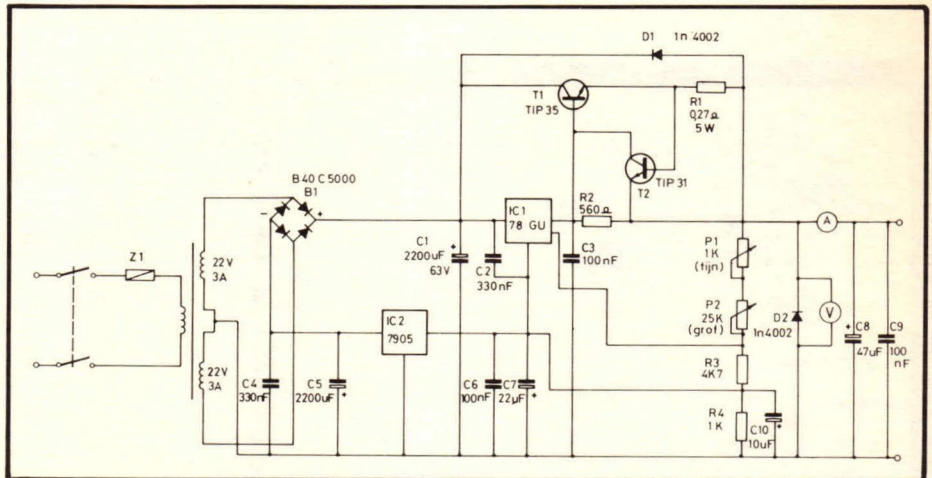 D1 1n 4002
T1
TIP 35
R1
0,27Ω
5W
TIP 31
T2
B40C5000
B1
-
+
IC1
78 GU
R2
560Ω
P1
1K
(fijn)
Z1
22V
3A
C1
2200uF
63V
+
C2
330nF
C3
100nF
P2
25K
(grof)
A
V
D2
1n4002
C8
47uF
+
C9
100
nF
IC2
7905
R3
4K7
22V
3A
C4
330nF
C5
2200uF
+
C6
100nF
C7
22µF
+
R4
1K
C10
10uF
+